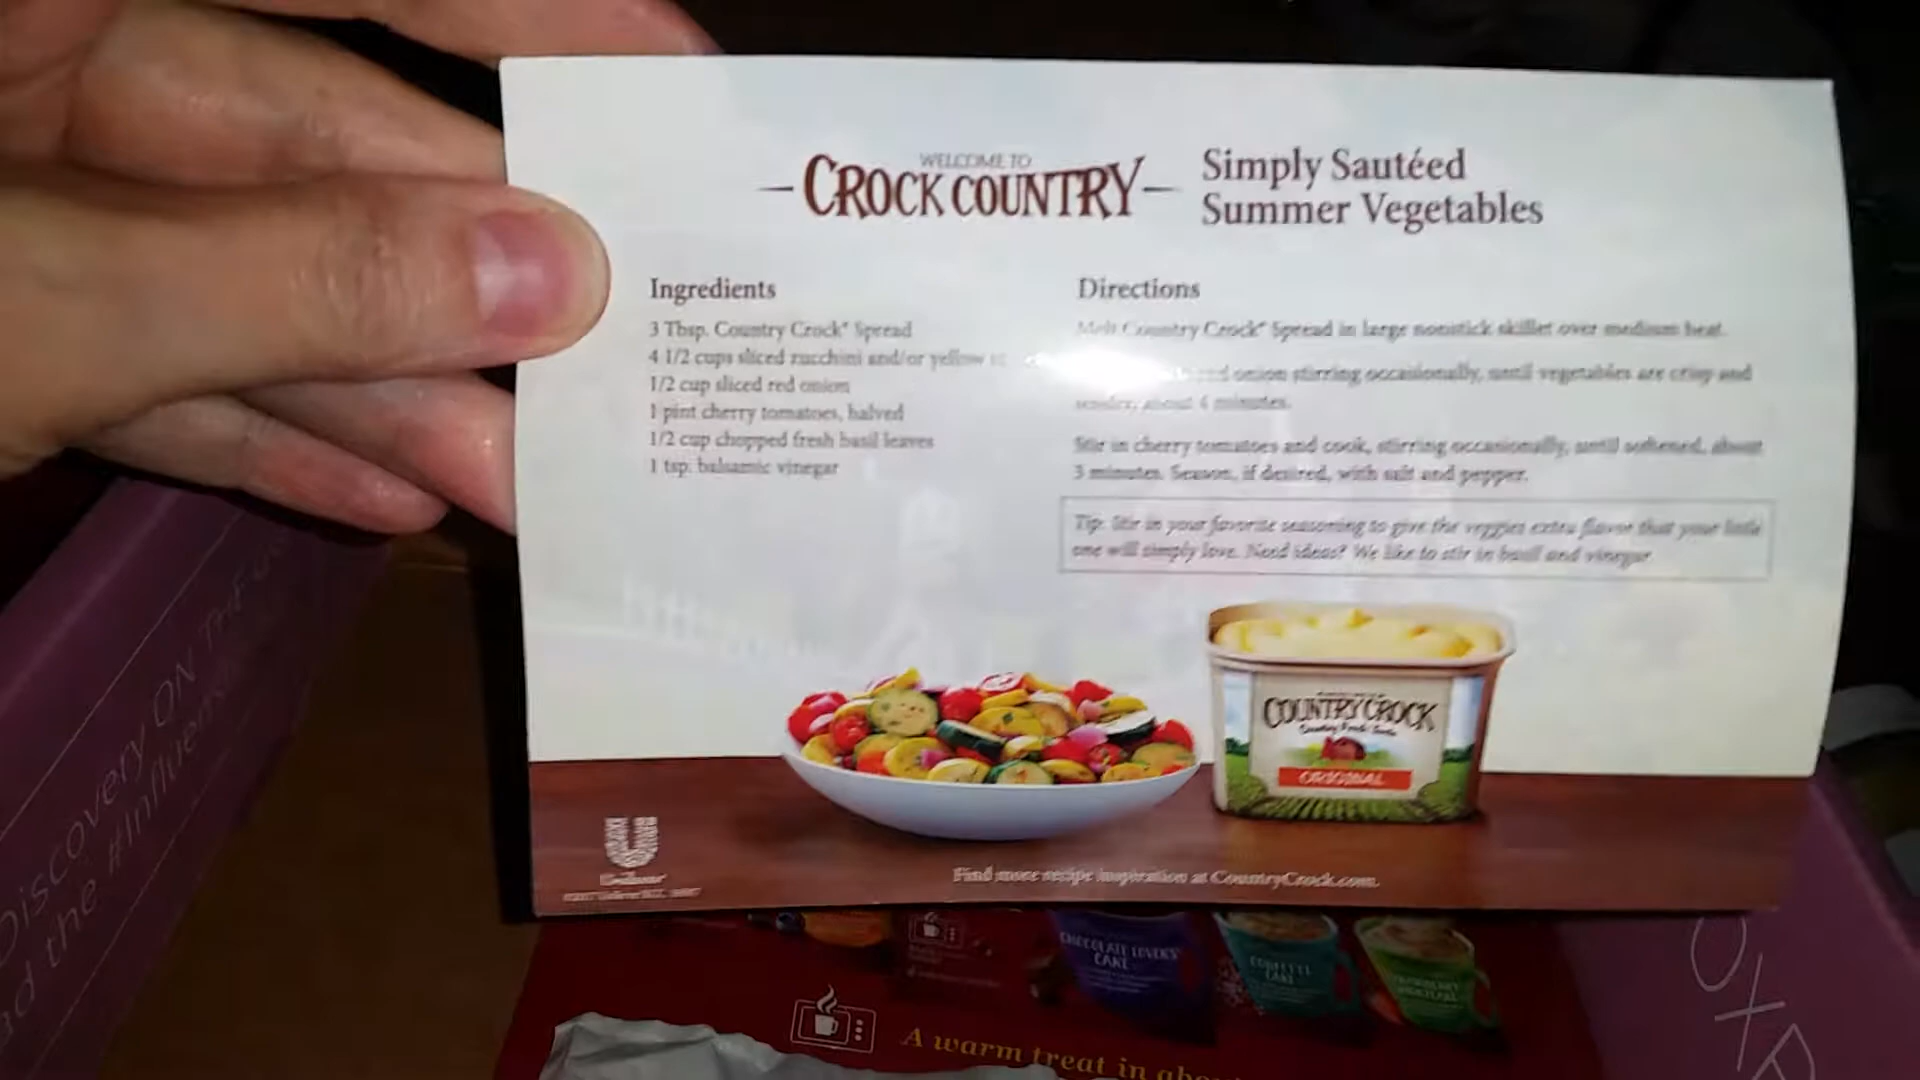 WELCOME TO
CROCK COUNTRY
Simply Sautéed
Summer Vegetables
Ingredients
3 Tbsp. Country Crock® Spread
4 1/2 cups sliced zucchini and/or yellow
1/2 cup sliced red onion
1 pint cherry tomatoes, halved
1/2 cup chopped fresh basil leaves
1 tsp. balsamic vinegar
Directions
Melt Country Crock® Spread in large nonstick skillet over medium heat.
onion stirring occasionally, until vegetables are crisp and
tender, about 4 minutes.
Stir in cherry tomatoes and cook, stirring occasionally, until softened, about
3 minutes. Season, if desired, with salt and pepper.
Tip: Stir in your favorite seasoning to give the veggies extra flavor that your little
one will simply love. Need ideas? We like to stir in basil and vinegar
COUNTRY CROCK
ORIGINAL
Unilever
Find more recipe inspiration at CountryCrock.com.
Discovery ON THE
the #Influen
CHOCOLATE LOVERS
CAKE
CONFETTI
CAKE
A warm treat in
OXP